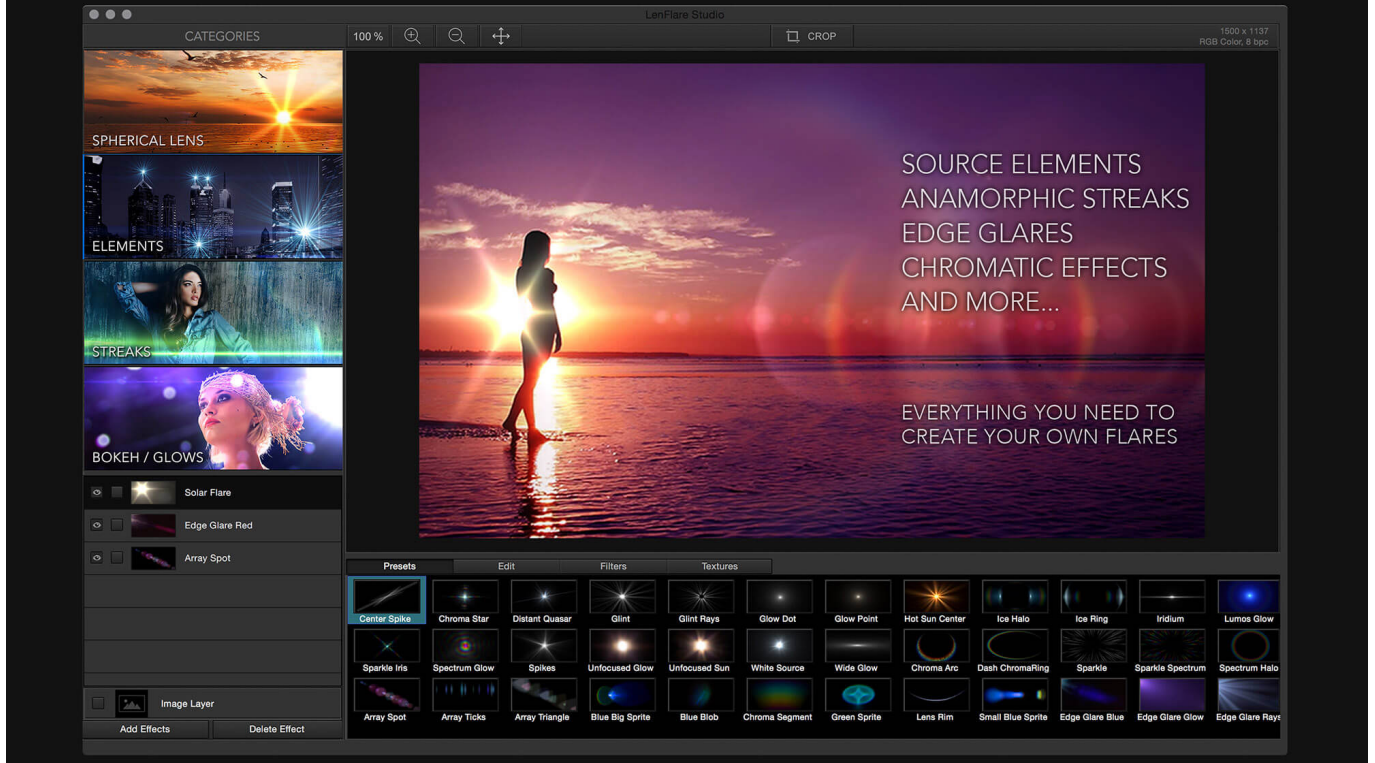 LenFlare Studio
CATEGORIES
100 %
CROP
1500 x 1137
RGB Color, 8 bpc
SPHERICAL LENS
ELEMENTS
STREAKS
BOKEH / GLOWS
SOURCE ELEMENTS
ANAMORPHIC STREAKS
EDGE GLARES
CHROMATIC EFFECTS
AND MORE...
EVERYTHING YOU NEED TO
CREATE YOUR OWN FLARES
Solar Flare
Edge Glare Red
Array Spot
Image Layer
Add Effects Delete Effect
Presets Edit Filters Textures
Center Spike Chroma Star Distant Quasar Glint Glint Rays Glow Dot Glow Point Hot Sun Center Ice Halo Ice Ring Iridium Lumos Glow
Sparkle Iris Spectrum Glow Spikes Unfocused Glow Unfocused Sun White Source Wide Glow Chroma Arc Dash ChromaRing Sparkle Sparkle Spectrum Spectrum Halo
Array Spot Array Ticks Array Triangle Blue Big Sprite Blue Blob Chroma Segment Green Sprite Lens Rim Small Blue Sprite Edge Glare Blue Edge Glare Glow Edge Glare Rays